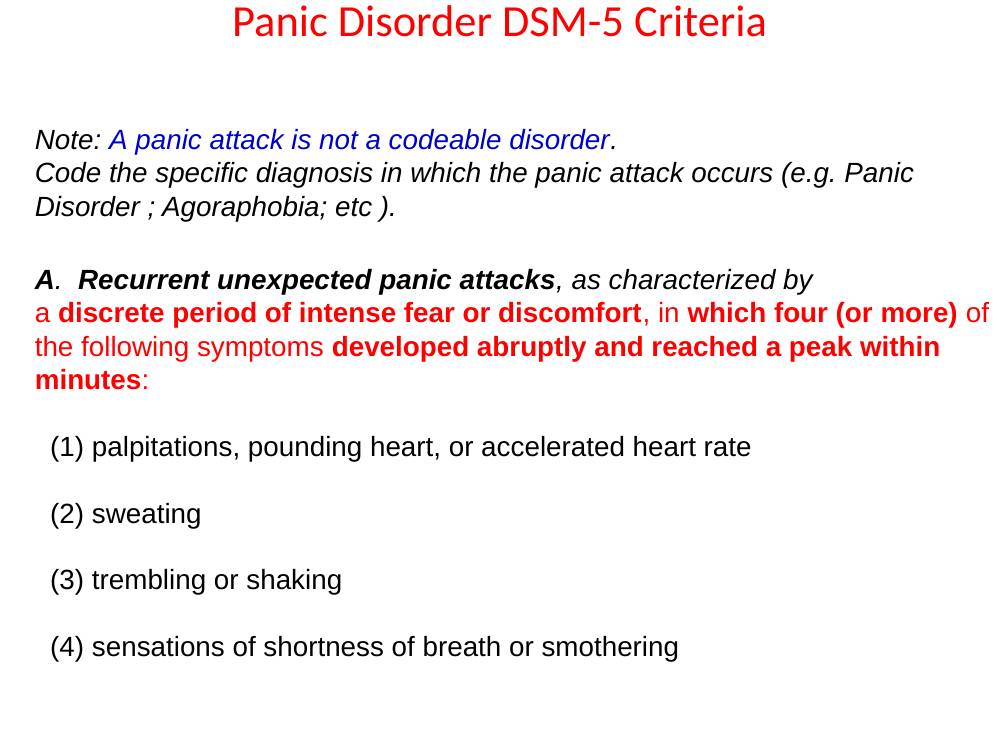 Panic Disorder DSM-5 Criteria
Note: A panic attack is not a codeable disorder.
Code the specific diagnosis in which the panic attack occurs (e.g. Panic
Disorder ; Agoraphobia; etc ).
A.  Recurrent unexpected panic attacks, as characterized by
a discrete period of intense fear or discomfort, in which four (or more) of
the following symptoms developed abruptly and reached a peak within
minutes:
(1) palpitations, pounding heart, or accelerated heart rate
(2) sweating
(3) trembling or shaking
(4) sensations of shortness of breath or smothering